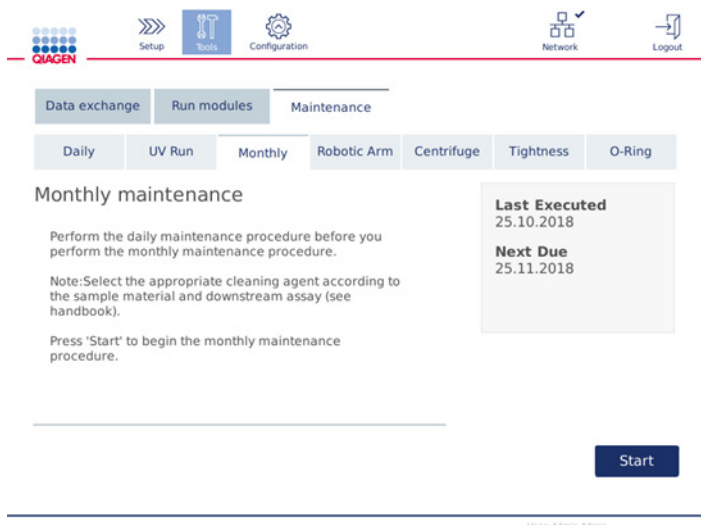 QIAGEN
Setup
Tools
Configuration
Network
Logout
Data exchange
Run modules
Maintenance
Daily
UV Run
Monthly
Robotic Arm
Centrifuge
Tightness
O-Ring
Monthly maintenance
Perform the daily maintenance procedure before you
perform the monthly maintenance procedure.
Note:Select the appropriate cleaning agent according to
the sample material and downstream assay (see
handbook).
Press 'Start' to begin the monthly maintenance
procedure.
Last Executed
25.10.2018
Next Due
25.11.2018
Start